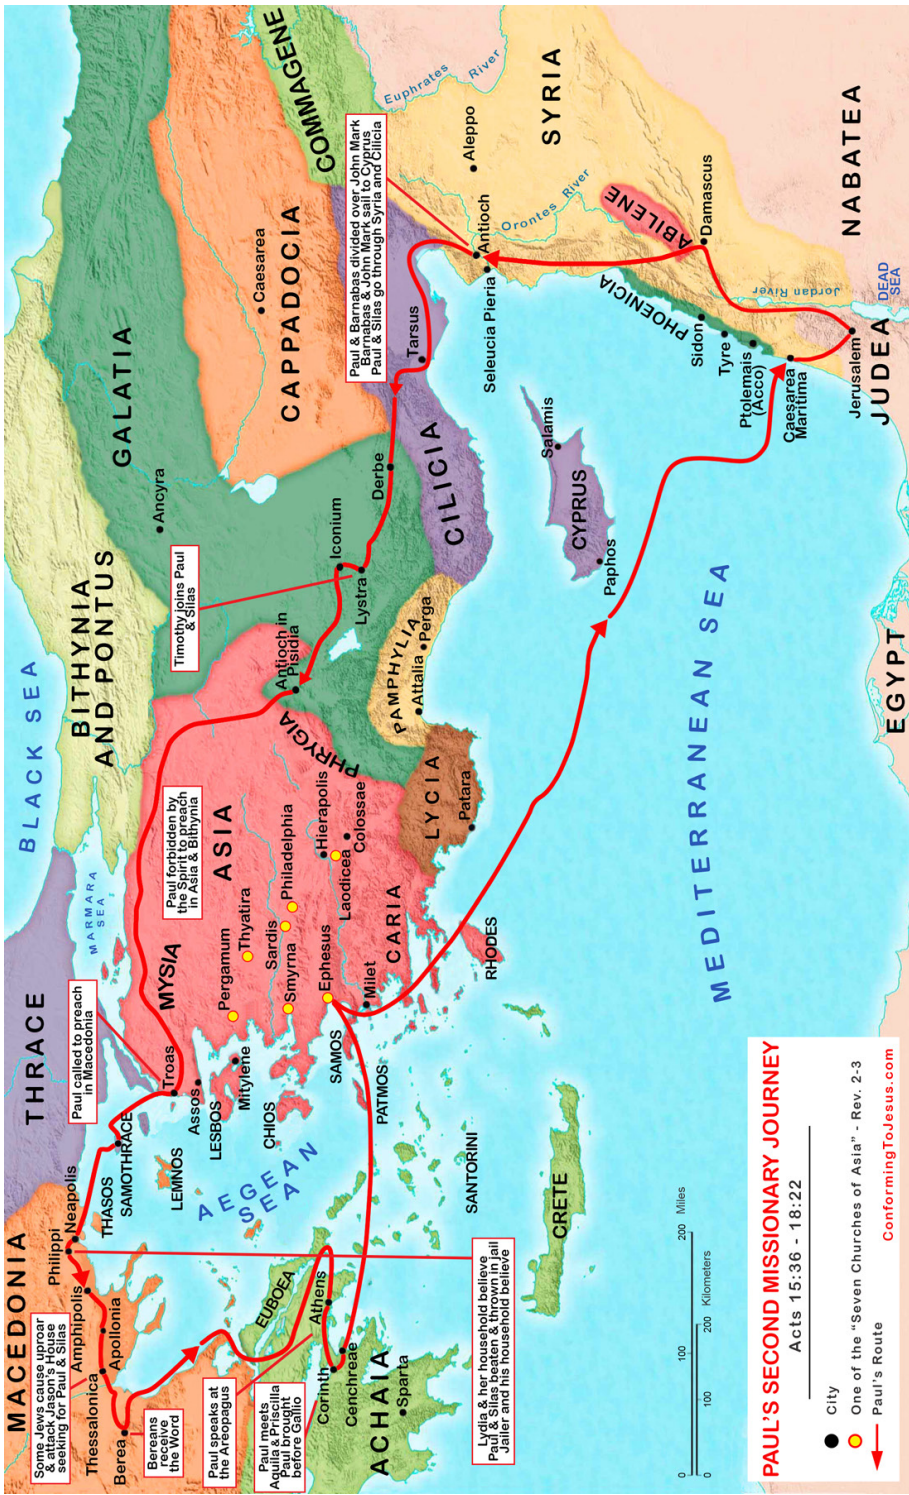 MACEDONIA
THRACE
BLACK SEA
BITHYNIA
AND PONTUS
GALATIA
CAPPADOCIA
COMMAGENE
Euphrates
River
SYRIA
NABATEA
Philippi
Neapolis
Amphipolis
Apollonia
Thessalonica
Berea
Some Jews cause uproar
& attack Jason's House
seeking for Paul & Silas
Bereans
receive
the Word
Paul speaks at
the Areopagus
Paul meets
Aquila & Priscilla
Paul brought
before Gallio
Lydia & her household believe
Paul & Silas beaten & thrown in jail
Jailer and his household believe
THASOS
SAMOTHRACE
LEMNOS
AEGEAN
SEA
EUBOEA
Athens
Corinth
Cenchreae
ACHAIA
Sparta
Paul called to preach
in Macedonia
MARMARA
SEA
Troas
Assos
LESBOS
Mitylene
CHIOS
SAMOS
PATMOS
SANTORINI
CRETE
RHODES
MYSIA
ASIA
Paul forbidden by
the Spirit to preach
in Asia & Bithynia
Pergamum
Thyatira
Sardis
Smyrna
Philadelphia
Ephesus
Hierapolis
Laodicea
Colossae
Milet
CARIA
LYCIA
Patara
PHRYGIA
Antioch in
Pisidia
PAMPHYLIA
Attalia
Perga
Timothy joins Paul
& Silas
Ancyra
Iconium
Lystra
Derbe
CILICIA
Caesarea
Tarsus
Paul & Barnabas divided over John Mark
Barnabas & John Mark sail to Cyprus
Paul & Silas go through Syria and Cilicia
Aleppo
Antioch
Seleucia Pieria
Orontes River
ABILENE
Damascus
PHOENICIA
Sidon
Tyre
Ptolemais
(Acco)
Caesarea
Maritima
Jordan River
Jerusalem
JUDEA
DEAD
SEA
Salamis
CYPRUS
Paphos
MEDITERRANEAN SEA
EGYPT
0 100 200 Miles
0 100 200 Kilometers
PAUL'S SECOND MISSIONARY JOURNEY
Acts 15:36 - 18:22
City
One of the "Seven Churches of Asia" - Rev. 2-3
Paul's Route
ConformingToJesus.com